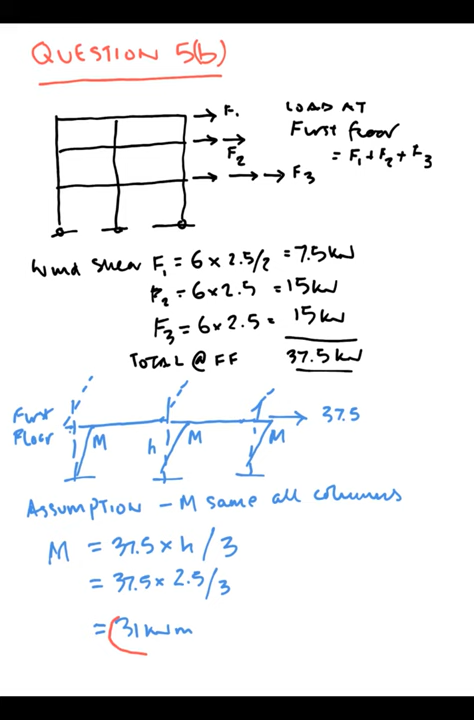 QUESTION 5(b)
F1
LOAD AT
First floor
= F1 + F2 + F3
F2
F3
Wind shear F1 = 6 × 2.5/2 = 7.5kN
F2 = 6 × 2.5 = 15kN
F3 = 6 × 2.5 = 15kN
TOTAL @ FF 37.5kN
First
Floor
37.5
M
h
M
M
ASSUMPTION - M same all columns
M = 37.5 × h / 3
= 37.5 × 2.5 / 3
= 31kNm